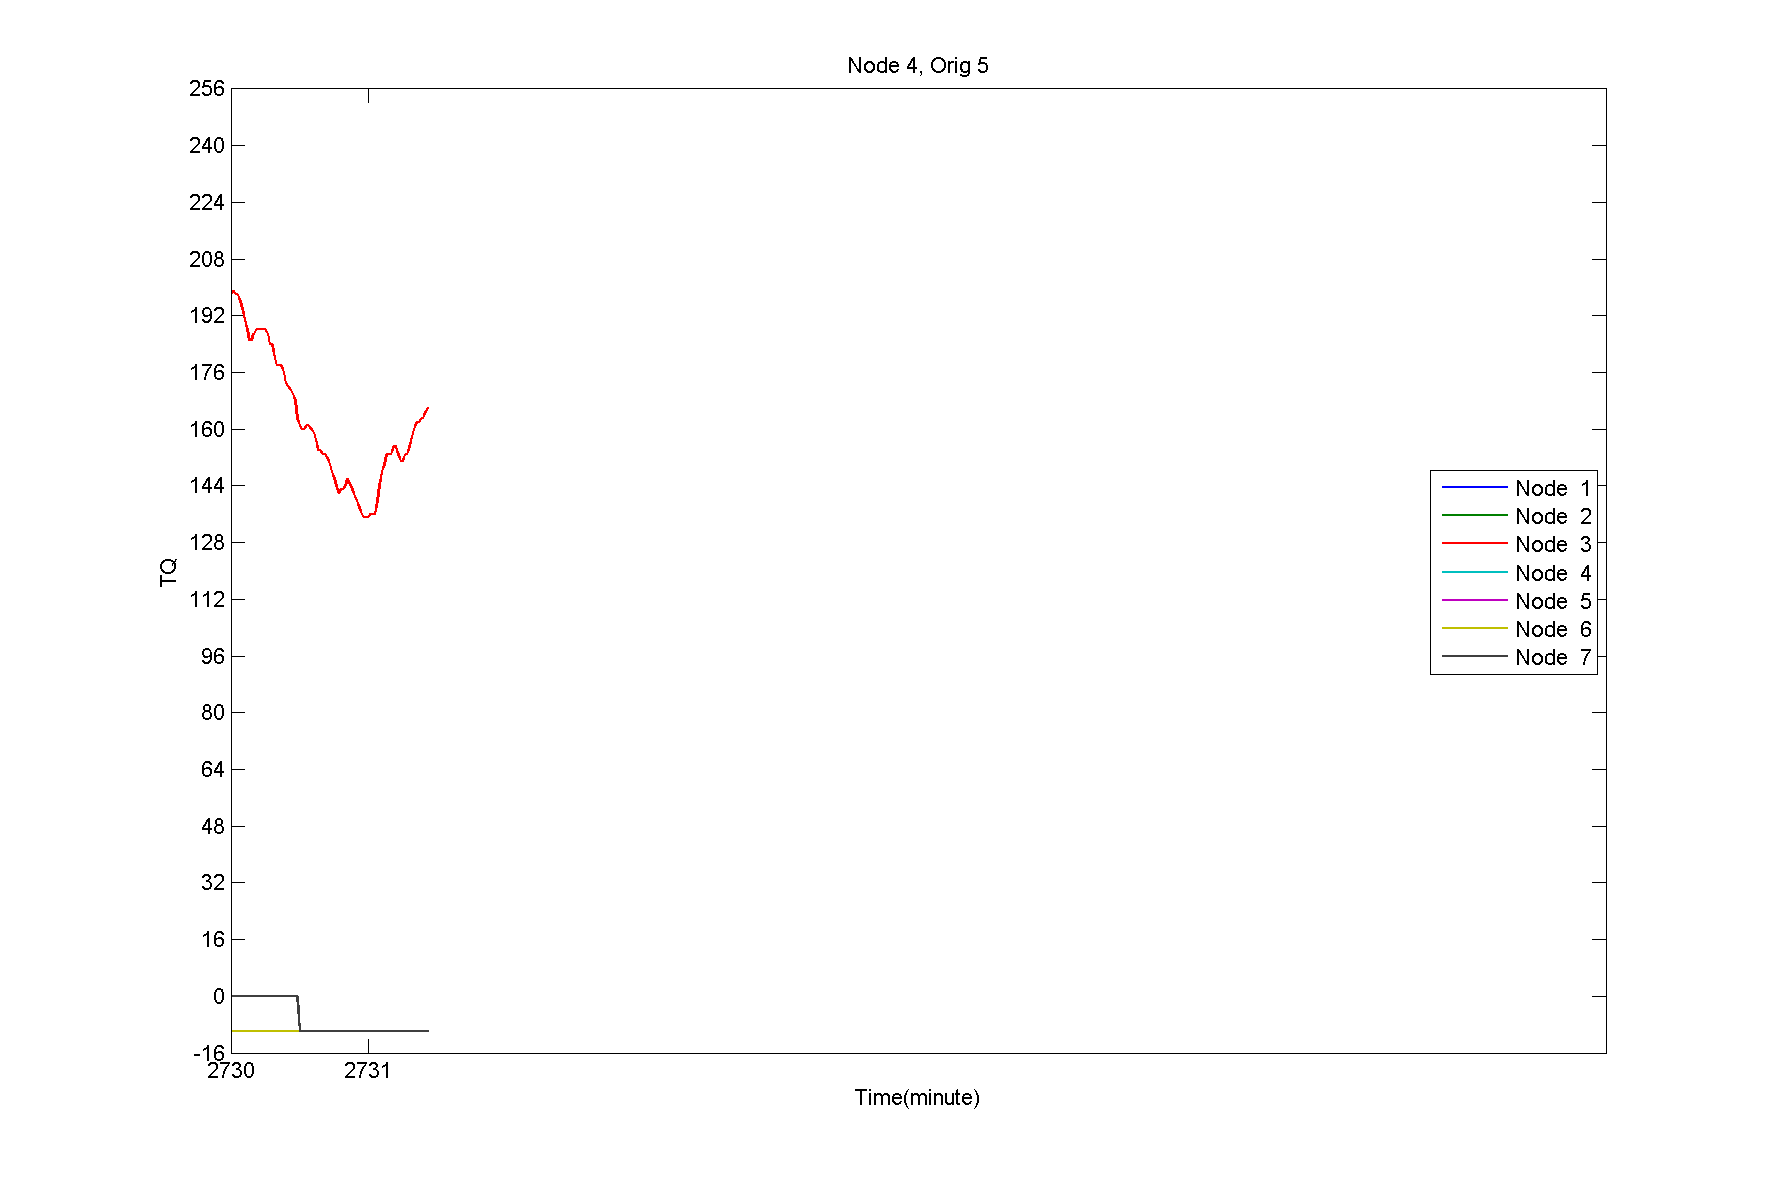 Node 4, Orig 5
256
240
224
208
192
176
160
144
128
112
96
80
64
48
32
16
0
-16
TQ
2730 2731
Time(minute)
Node 1
Node 2
Node 3
Node 4
Node 5
Node 6
Node 7